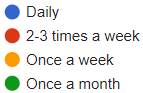 Daily
2-3 times a week
Once a week
Once a month